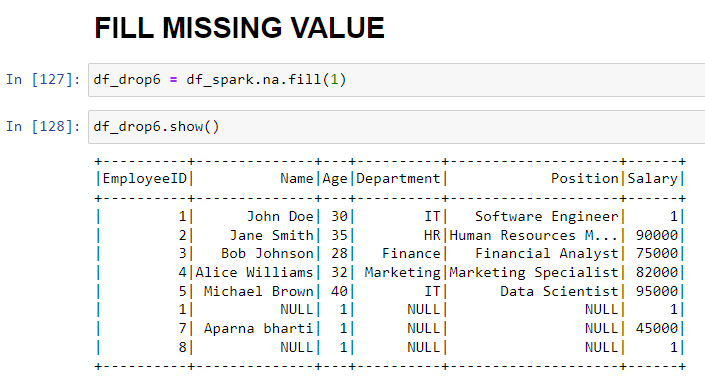 FILL MISSING VALUE
In [127]: df_drop6 = df_spark.na.fill(1)
In [128]: df_drop6.show()
+----------+--------------+---+----------+--------------------+------+
|EmployeeID|          Name|Age|Department|            Position|Salary|
+----------+--------------+---+----------+--------------------+------+
|         1|      John Doe| 30|        IT|   Software Engineer|     1|
|         2|    Jane Smith| 35|        HR|Human Resources M...| 90000|
|         3|   Bob Johnson| 28|   Finance|   Financial Analyst| 75000|
|         4|Alice Williams| 32| Marketing|Marketing Specialist| 82000|
|         5| Michael Brown| 40|        IT|      Data Scientist| 95000|
|         1|          NULL|  1|      NULL|                NULL|     1|
|         7| Aparna bharti|  1|      NULL|                NULL| 45000|
|         8|          NULL|  1|      NULL|                NULL|     1|
+----------+--------------+---+----------+--------------------+------+